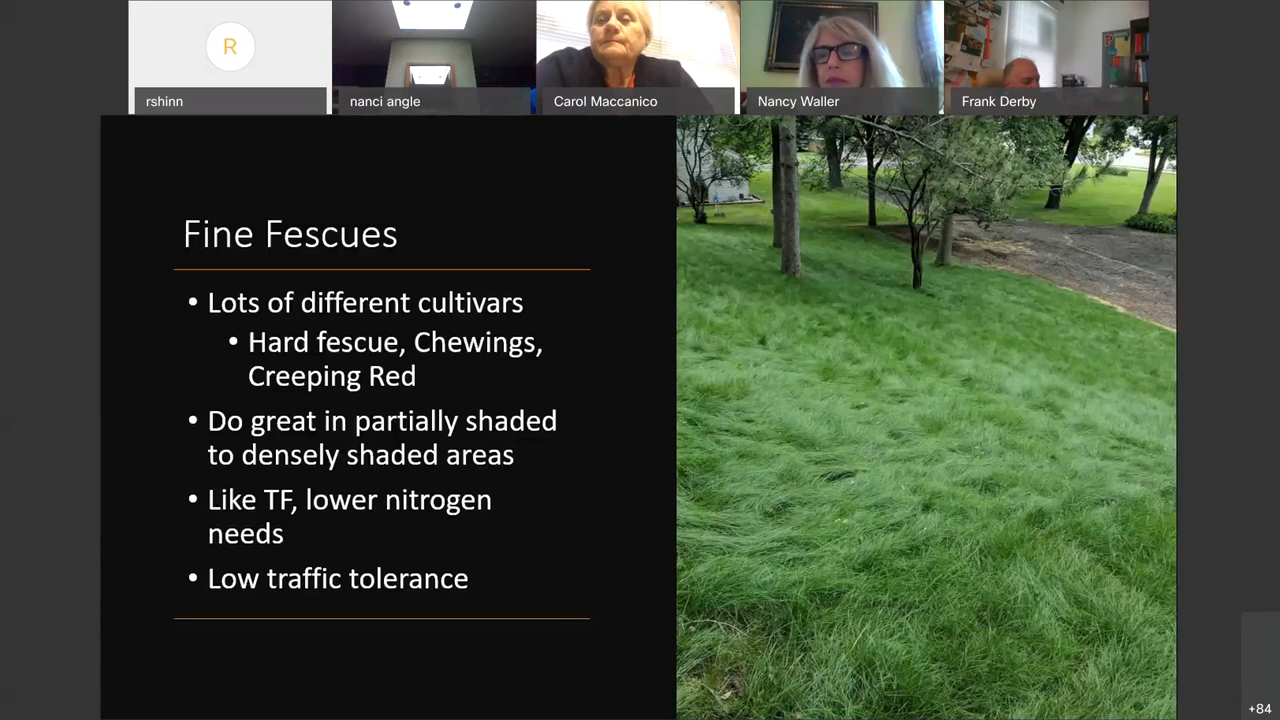 R
rshinn
nanci angle
Carol Maccanico
Nancy Waller
Frank Derby
Fine Fescues
• Lots of different cultivars
• Hard fescue, Chewings,
Creeping Red
• Do great in partially shaded
to densely shaded areas
• Like TF, lower nitrogen
needs
• Low traffic tolerance
+84